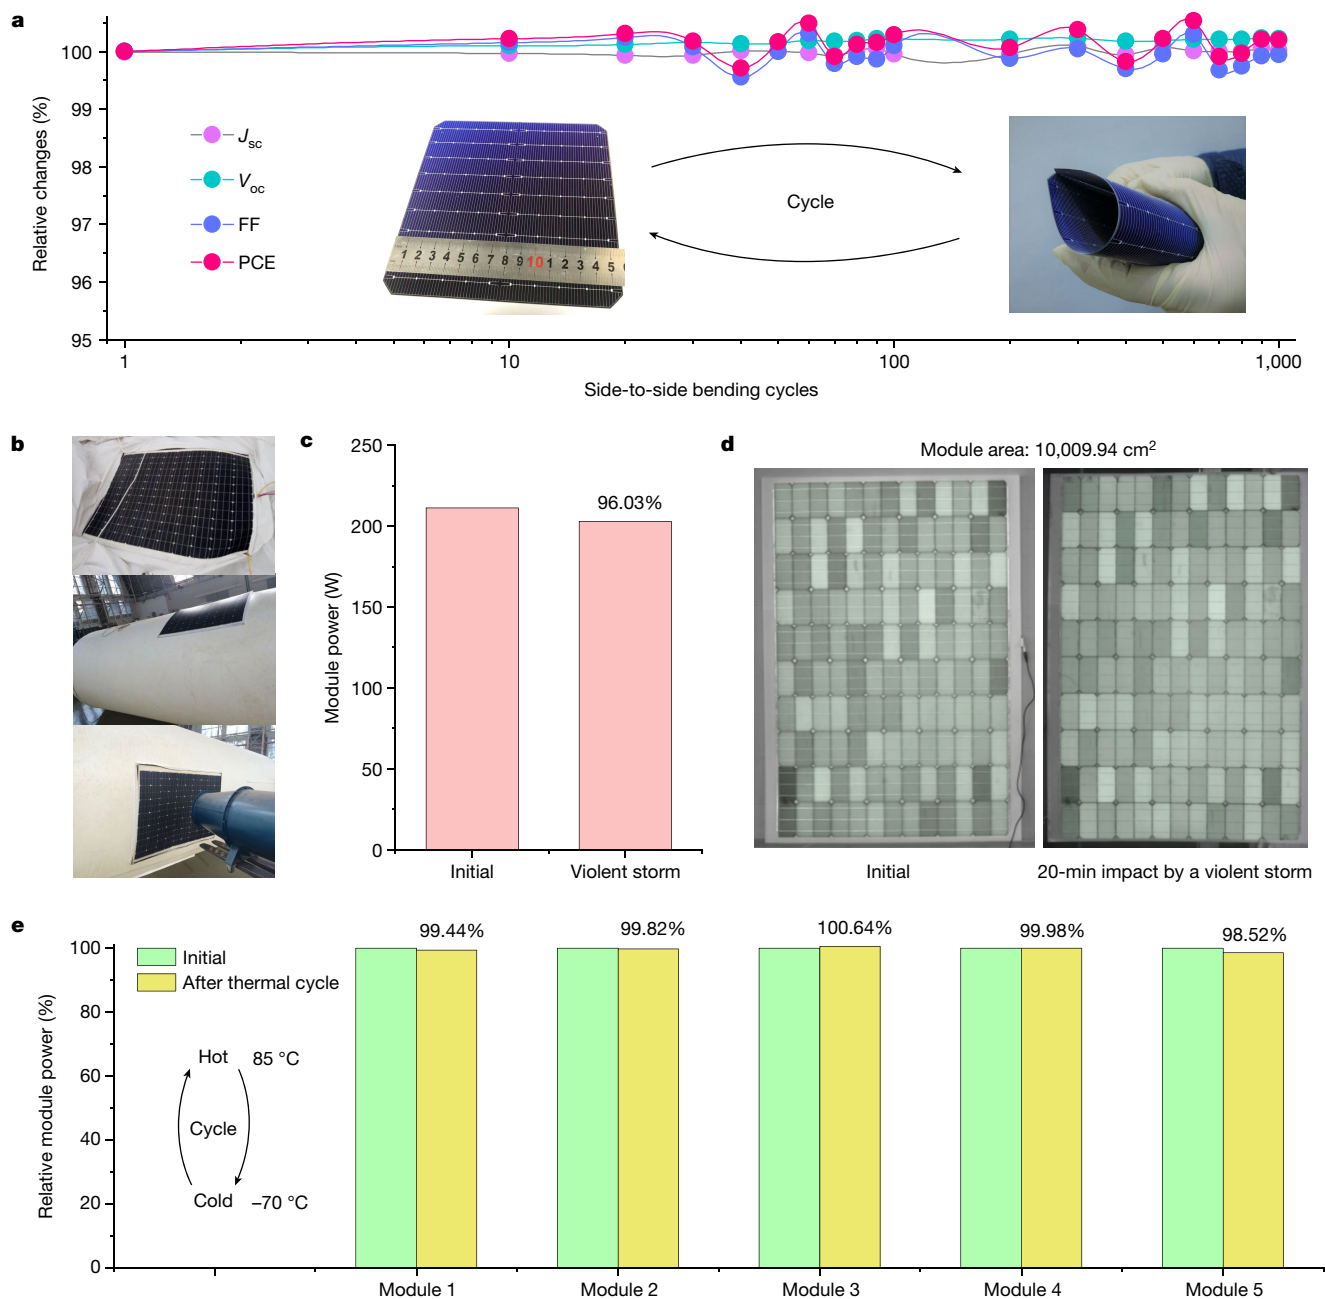 a
100
99
98
97
96
95
Relative changes (%)
Jsc
Voc
FF
PCE
1 2 3 4 5 6 7 8 9 10 1 2 3 4 5
Cycle
1
10
100
1,000
Side-to-side bending cycles
b
c
250
200
150
100
50
0
Module power (W)
96.03%
Initial
Violent storm
d
Module area: 10,009.94 cm²
Initial
20-min impact by a violent storm
e
100
80
60
40
20
0
Relative module power (%)
Initial
After thermal cycle
Hot 85 °C
Cycle
Cold –70 °C
99.44%
99.82%
100.64%
99.98%
98.52%
Module 1
Module 2
Module 3
Module 4
Module 5